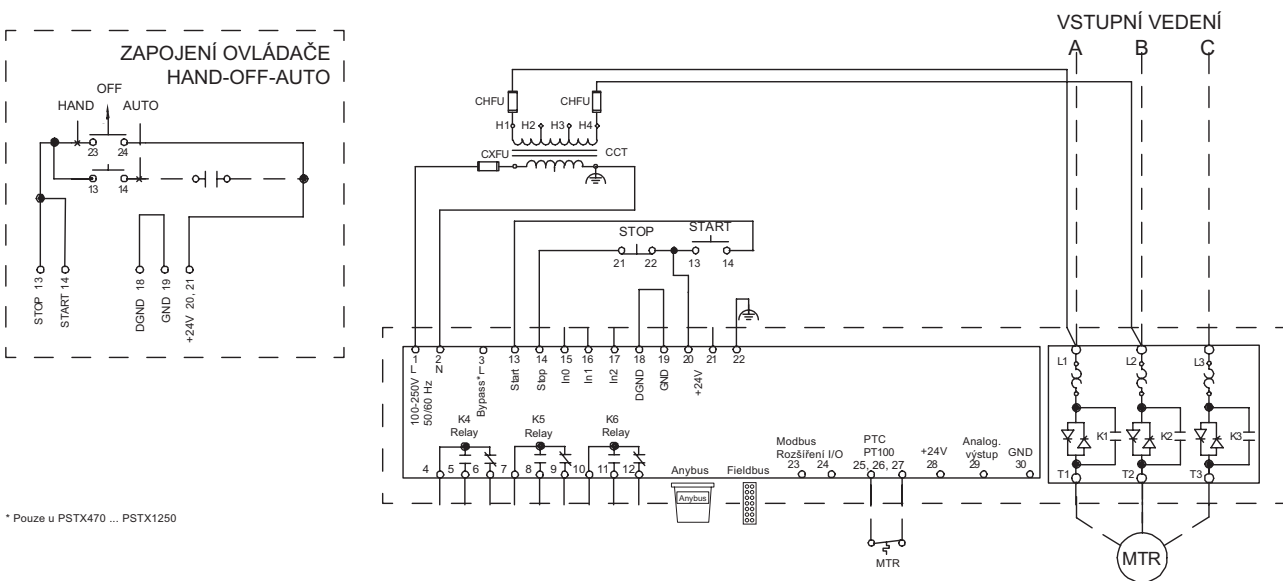 ZAPOJENÍ OVLÁDAČE
HAND-OFF-AUTO
OFF
HAND
AUTO
23
24
13
14
STOP 13
START 14
DGND 18
GND 19
+24V 20, 21
VSTUPNÍ VEDENÍ
A
B
C
CHFU
CHFU
H1
H2
H3
H4
CXFU
CCT
STOP
START
21
22
13
14
1
2
3
13
14
15
16
17
18
19
20
21
22
L
N
Bypass*L
Start
Stop
In0
In1
In2
DGND
GND
+24V
100-250V
50/60 Hz
K4
Relay
K5
Relay
K6
Relay
4
5
6
7
8
9
10
11
12
Anybus
Fieldbus
Anybus
Modbus
Rozšíření I/O
23
24
PTC
PT100
25, 26, 27
+24V
28
Analog.
výstup
29
GND
30
MTR
L1
L2
L3
K1
K2
K3
T1
T2
T3
MTR
* Pouze u PSTX470 ... PSTX1250